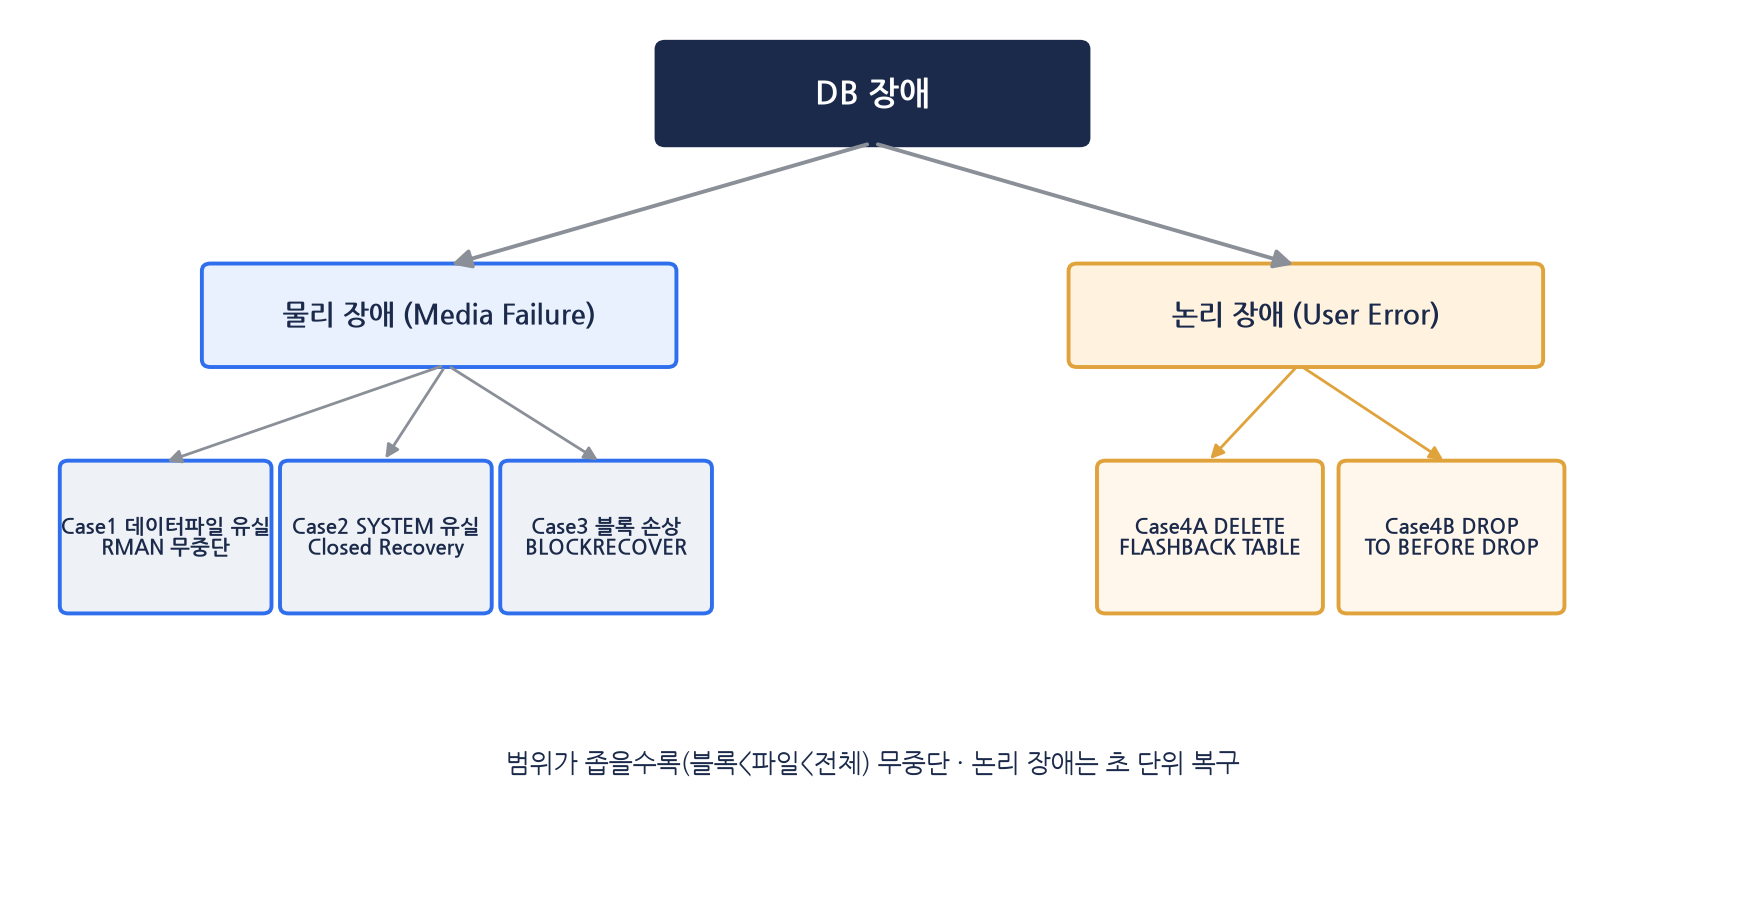 DB 장애
물리 장애 (Media Failure)
논리 장애 (User Error)
Case1 데이터파일 유실
RMAN 무중단
Case2 SYSTEM 유실
Closed Recovery
Case3 블록 손상
BLOCKRECOVER
Case4A DELETE
FLASHBACK TABLE
Case4B DROP
TO BEFORE DROP
범위가 좁을수록(블록<파일<전체) 무중단 · 논리 장애는 초 단위 복구